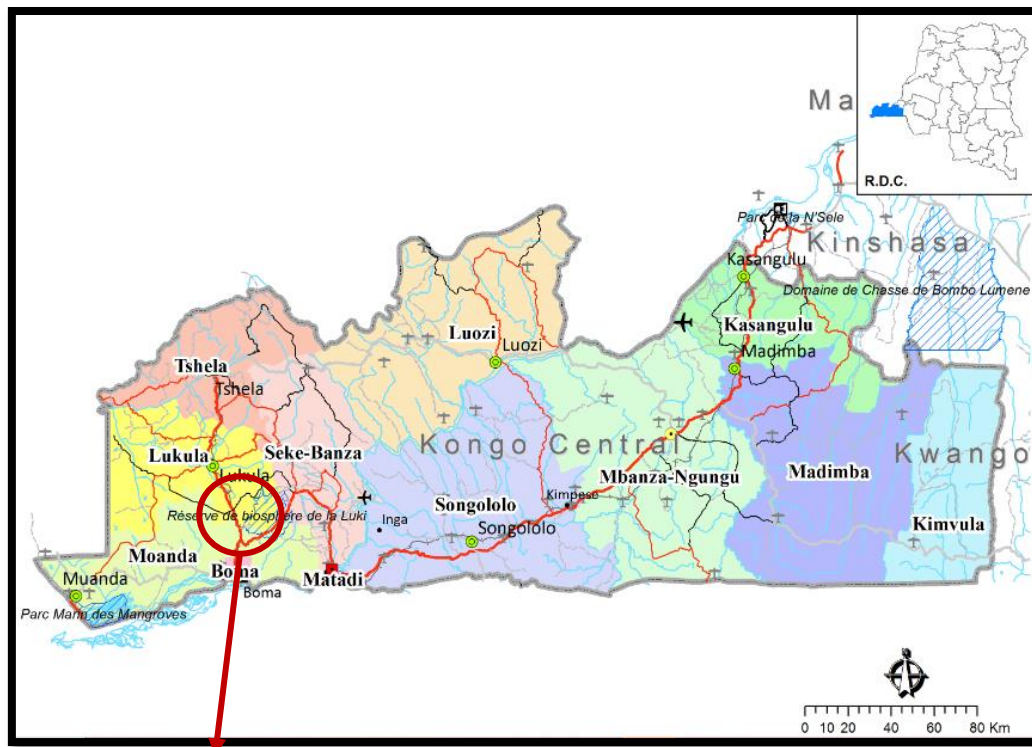 Ma
R.D.C.
Parc de la N'Sele
Kinshasa
Kasangulu
Domaine de Chasse de Bombo Lumene
Kasangulu
Luozi
Luozi
Madimba
Tshela
Tshela
Kongo Central
Kwango
Seke-Banza
Lukula
Lukula
Mbanza-Ngungu
Madimba
Songololo
Kimpese
Réserve de biosphère de la Luki
Inga
Songololo
Kimvula
Moanda
Boma
Matadi
Muanda
Boma
Parc Marin des Mangroves
0 10 20 40 60 80 Km